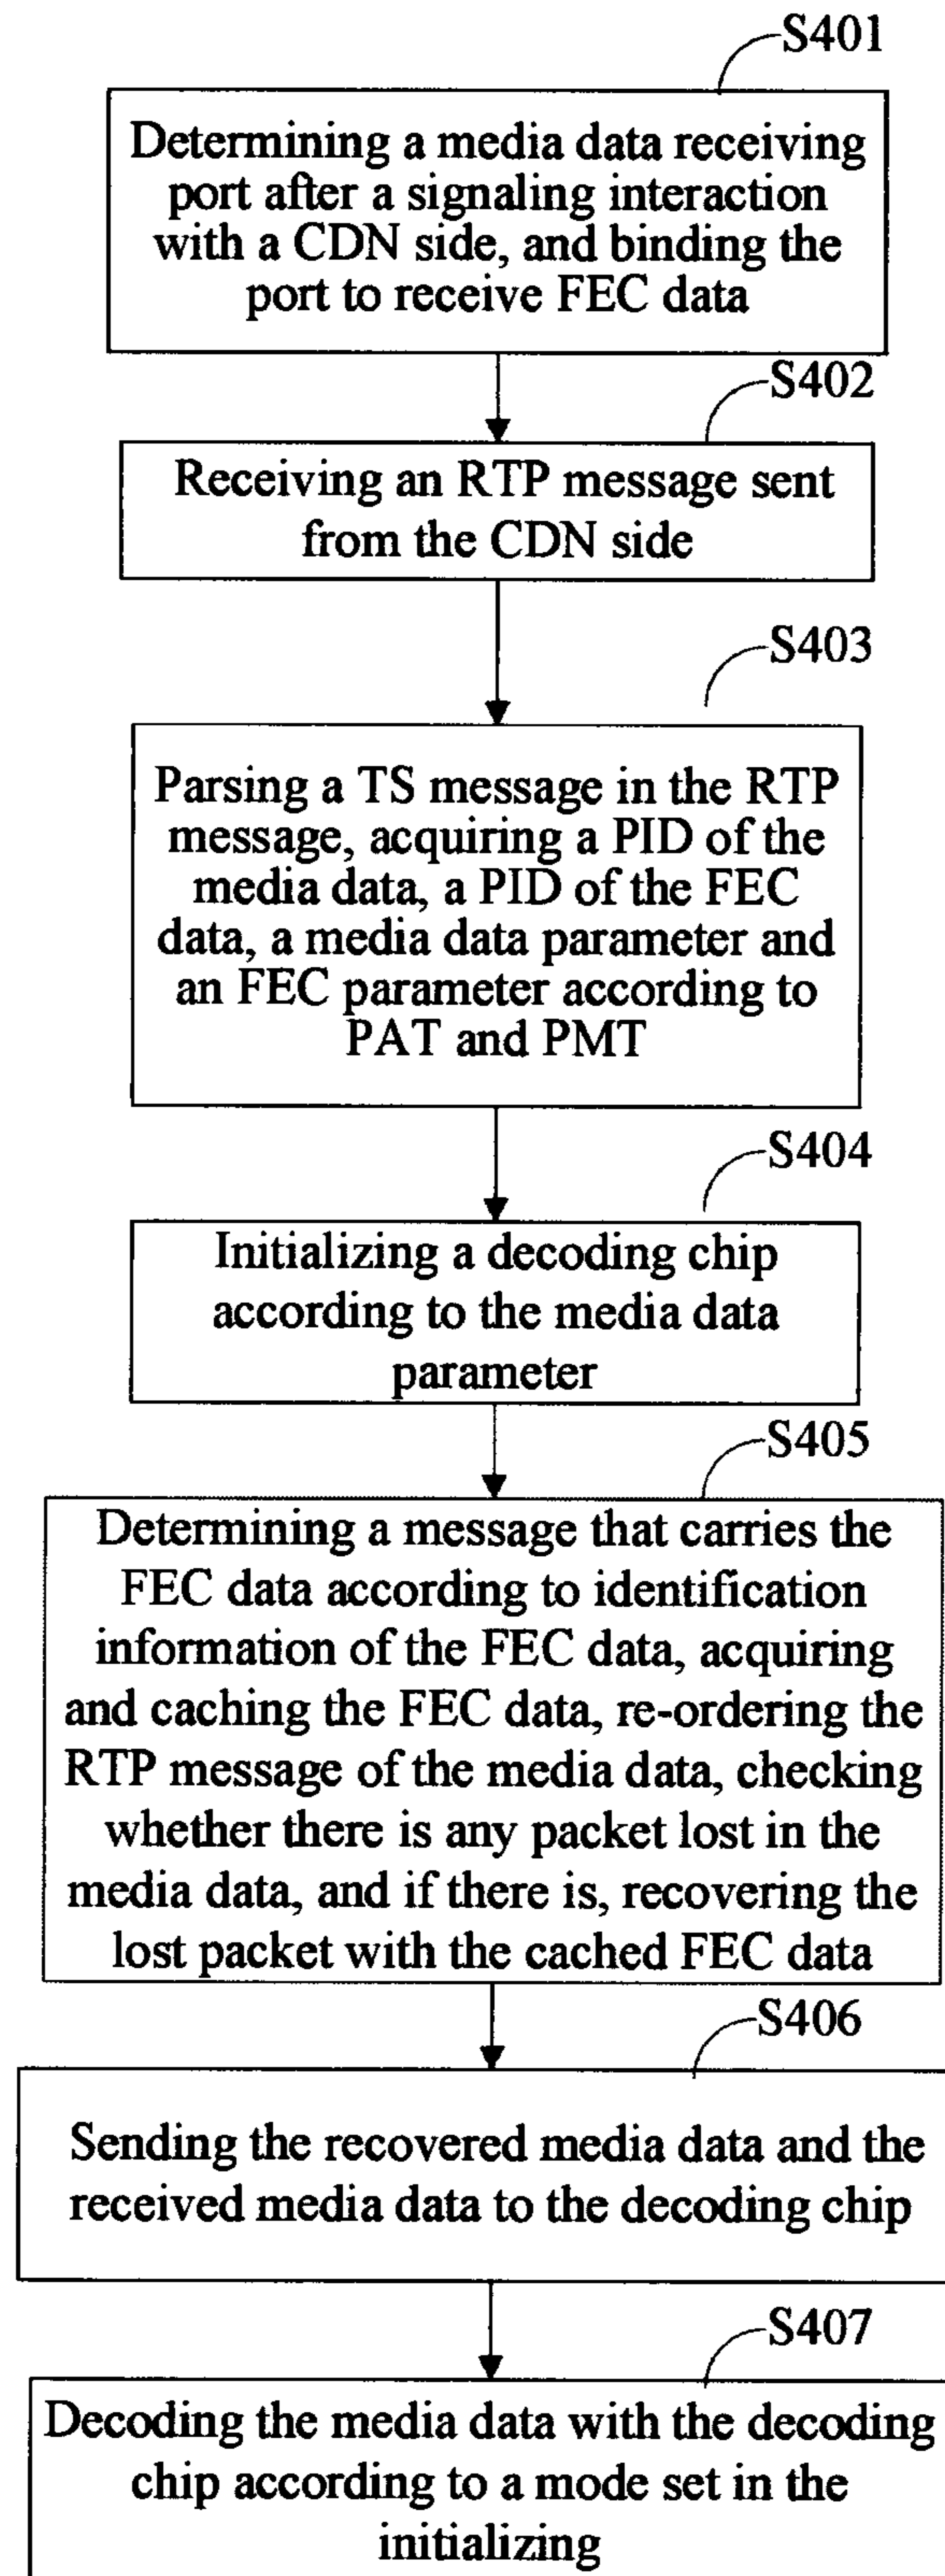 S401
Determining a media data receiving
port after a signaling interaction
with a CDN side, and binding the
port to receive FEC data
S402
Receiving an RTP message sent
from the CDN side
S403
Parsing a TS message in the RTP
message, acquiring a PID of the
media data, a PID of the FEC
data, a media data parameter and
an FEC parameter according to
PAT and PMT
S404
Initializing a decoding chip
according to the media data
parameter
S405
Determining a message that carries the
FEC data according to identification
information of the FEC data, acquiring
and caching the FEC data, re-ordering the
RTP message of the media data, checking
whether there is any packet lost in the
media data, and if there is, recovering the
lost packet with the cached FEC data
S406
Sending the recovered media data and the
received media data to the decoding chip
S407
Decoding the media data with the decoding
chip according to a mode set in the
initializing